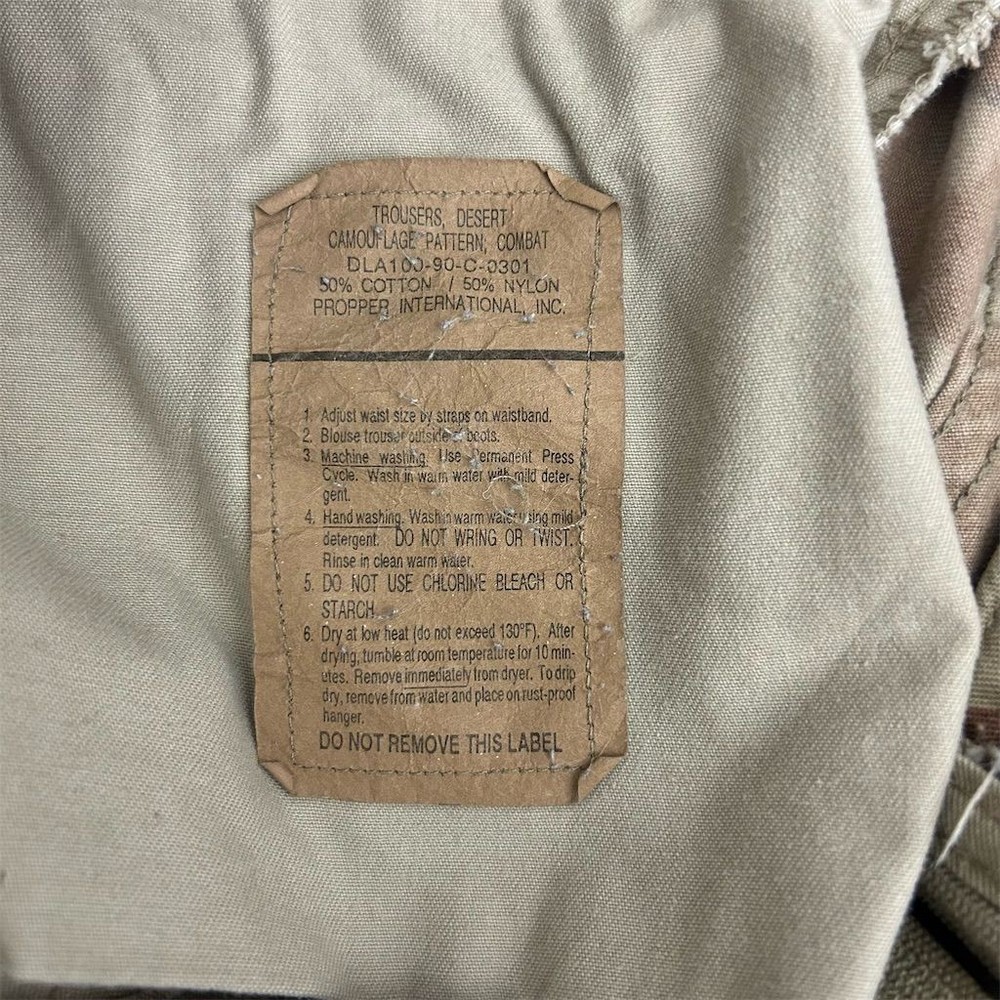 TROUSERS, DESERT
CAMOUFLAGE PATTERN, COMBAT
DLA100-90-C-0301
50% COTTON / 50% NYLON
PROPPER INTERNATIONAL, INC.
1. Adjust waist size by straps on waistband.
2. Blouse trouser outside of boots.
3. Machine washing. Use Permanent Press
Cycle. Wash in warm water with mild deter-
gent.
4. Hand washing. Wash in warm water using mild
detergent. DO NOT WRING OR TWIST.
Rinse in clean warm water.
5. DO NOT USE CHLORINE BLEACH OR
STARCH.
6. Dry at low heat (do not exceed 130°F). After
drying, tumble at room temperature for 10 min-
utes. Remove immediately from dryer. To drip
dry, remove from water and place on rust-proof
hanger.
DO NOT REMOVE THIS LABEL